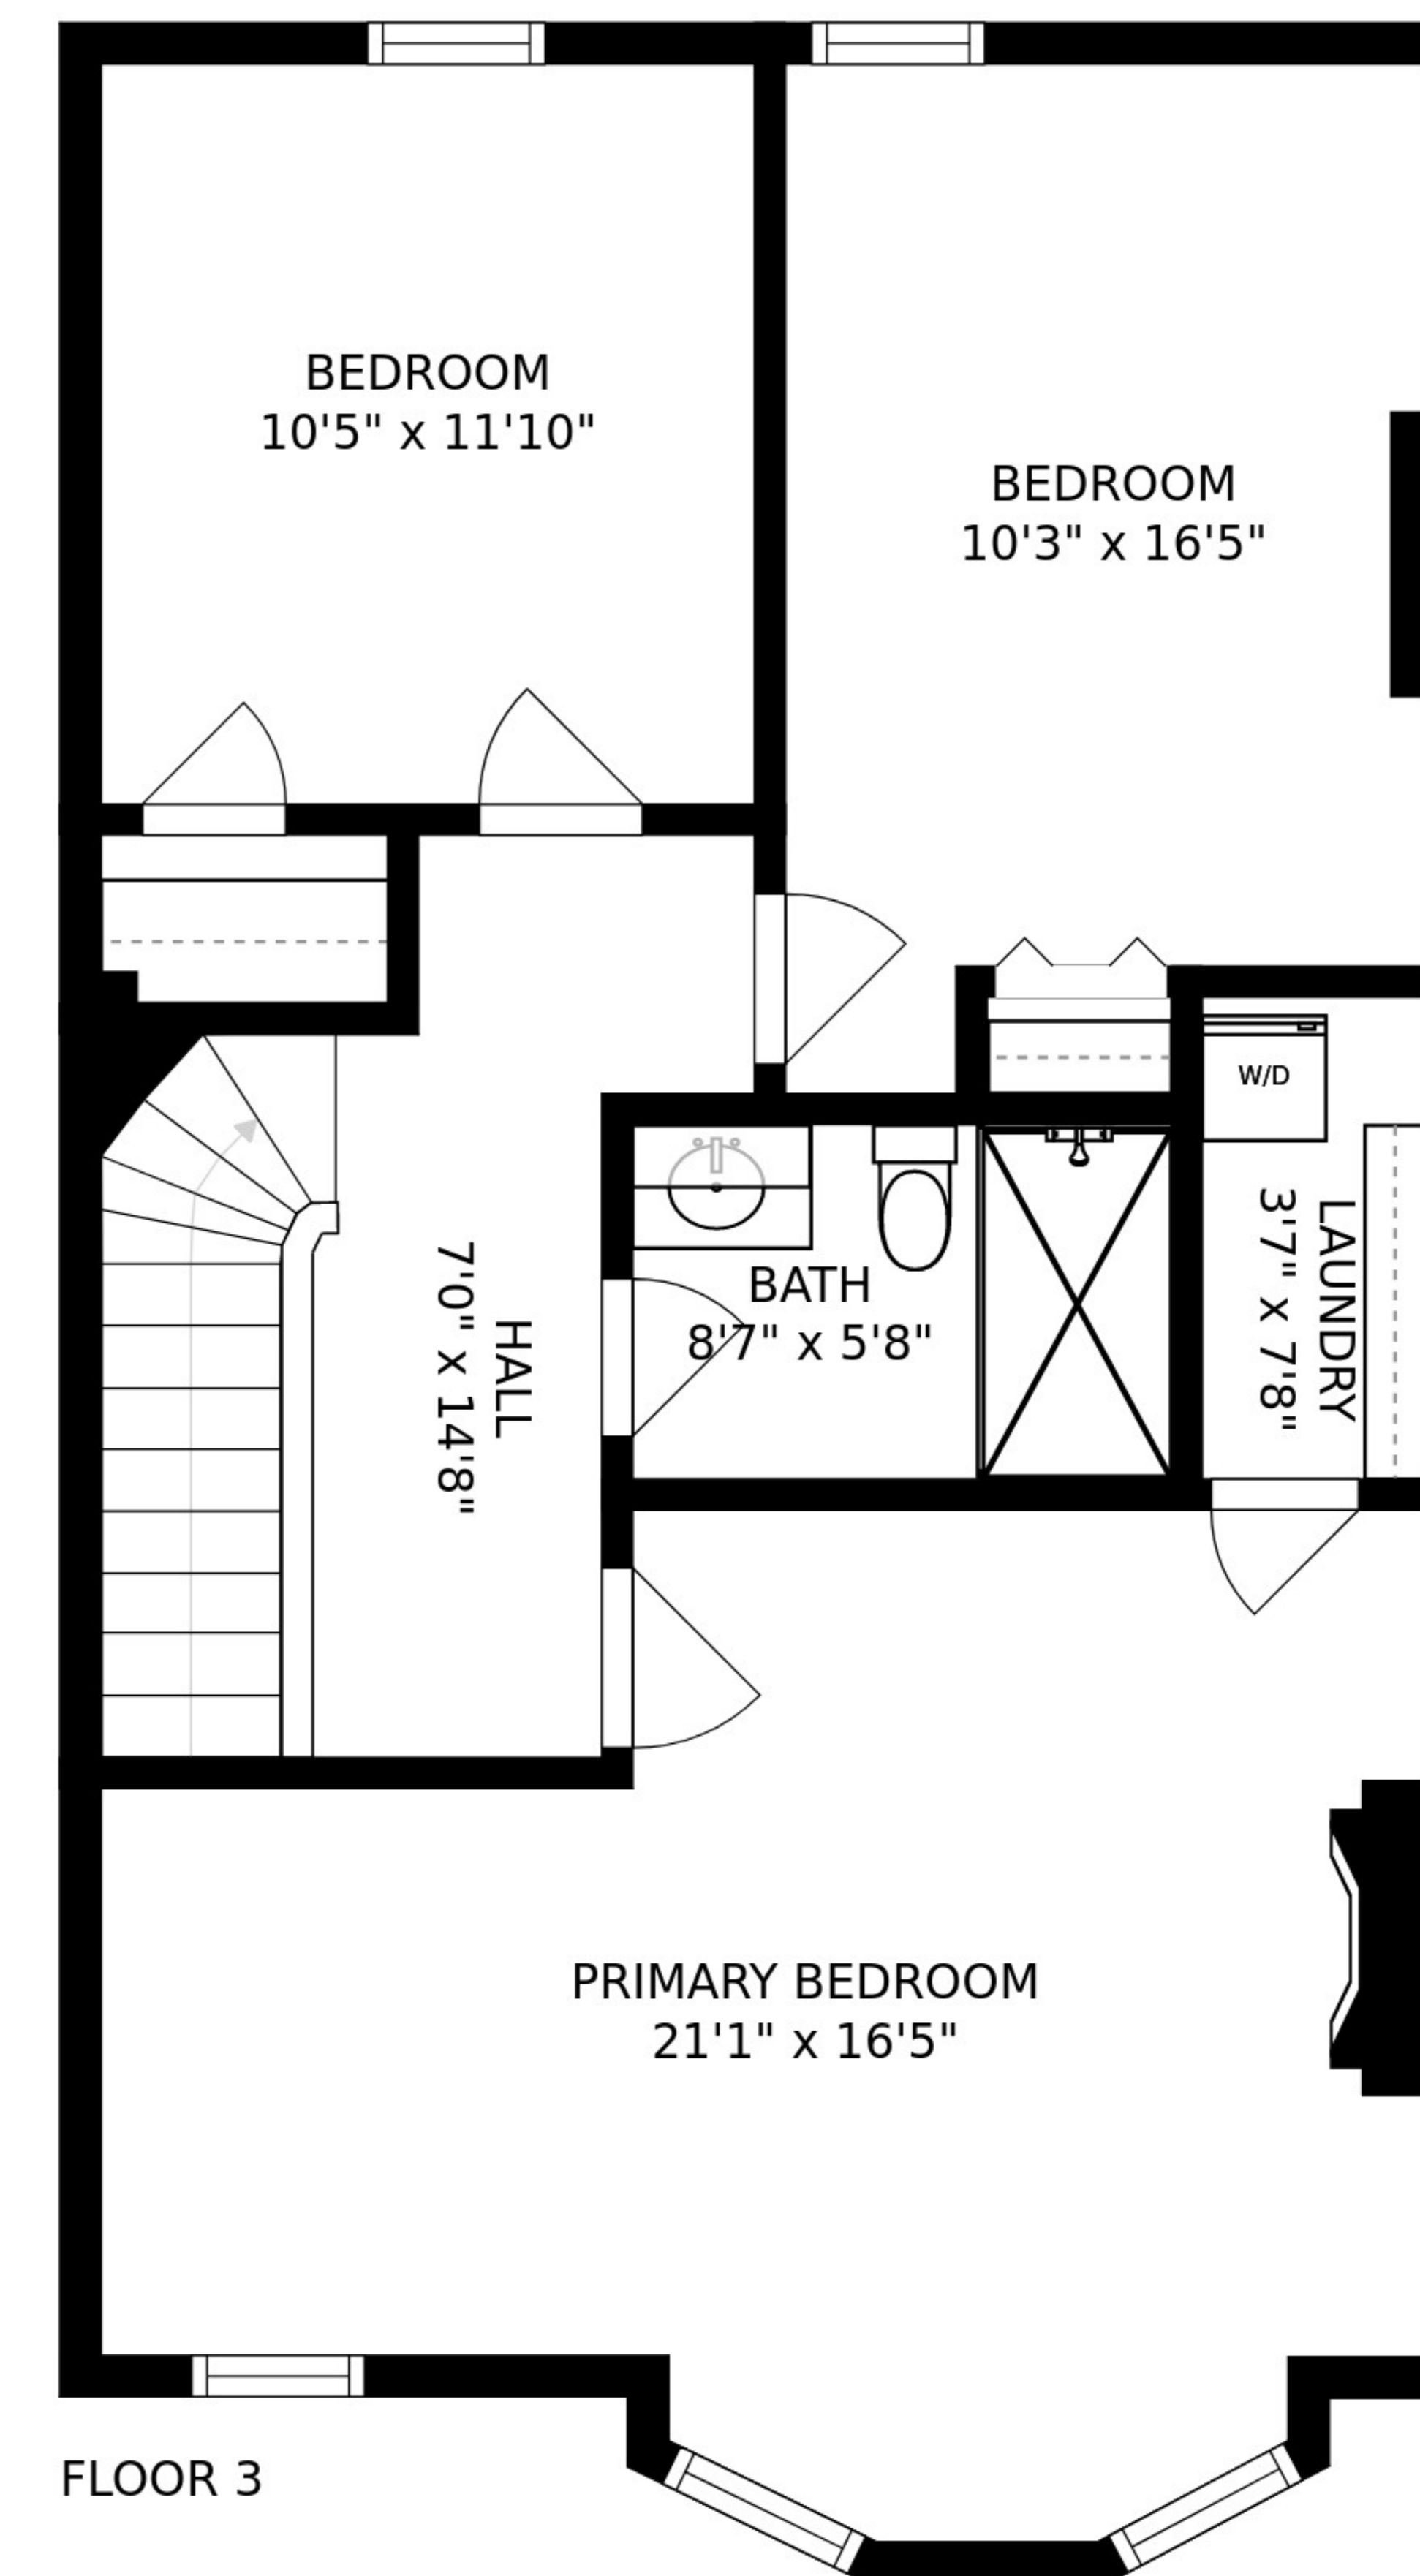 BEDROOM
10'5" x 11'10"
BEDROOM
10'3" x 16'5"
W/D
LAUNDRY
3'7" x 7'8"
HALL
7'0" x 14'8"
BATH
8'7" x 5'8"
PRIMARY BEDROOM
21'1" x 16'5"
FLOOR 3